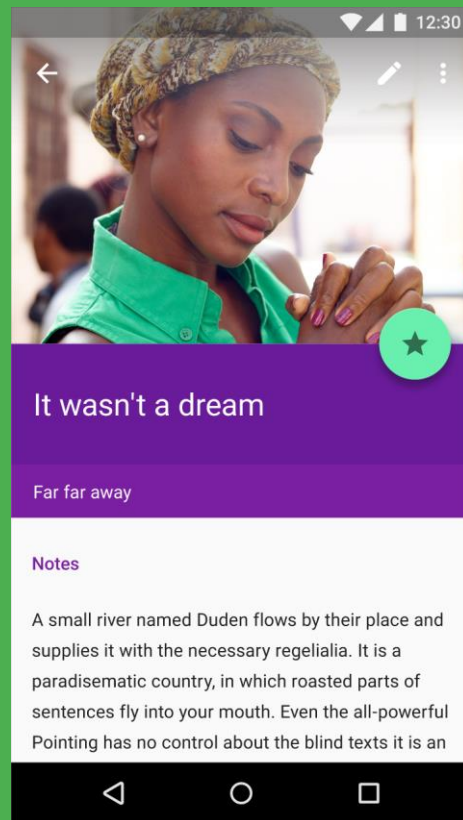 12:30
It wasn't a dream
Far far away
Notes
A small river named Duden flows by their place and
supplies it with the necessary regelialia. It is a
paradisematic country, in which roasted parts of
sentences fly into your mouth. Even the all-powerful
Pointing has no control about the blind texts it is an